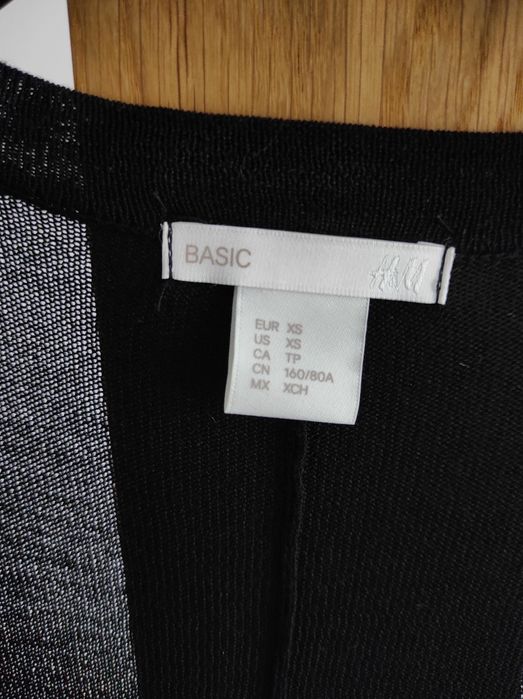 BASIC H&M
EUR XS
US XS
CA TP
CN 160/80A
MX XCH